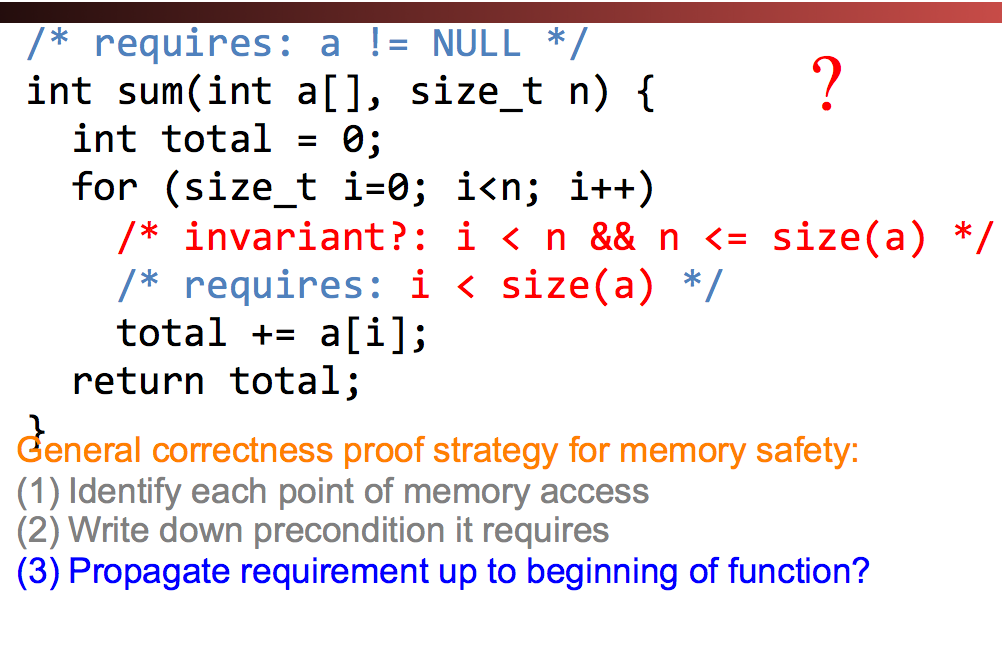 /* requires: a != NULL */
int sum(int a[], size_t n) {
?
int total = 0;
for (size_t i=0; i<n; i++)
/* invariant?: i < n && n <= size(a) */
/* requires: i < size(a) */
total += a[i];
return total;
}
General correctness proof strategy for memory safety:
(1) Identify each point of memory access
(2) Write down precondition it requires
(3) Propagate requirement up to beginning of function?